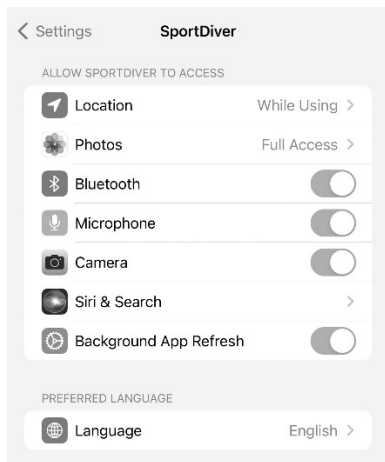 Settings
SportDiver
ALLOW SPORTDIVER TO ACCESS
Location While Using
Photos Full Access
Bluetooth
Microphone
Camera
Siri & Search
Background App Refresh
PREFERRED LANGUAGE
Language English